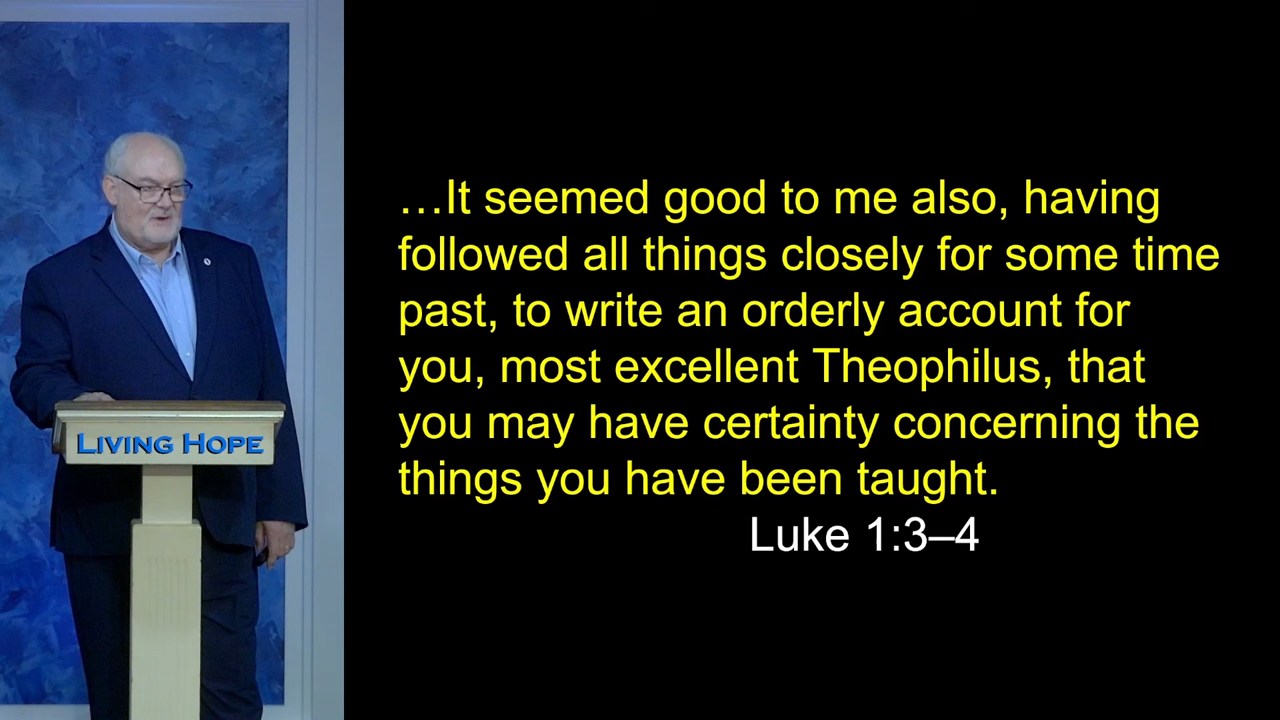 LIVING HOPE
…It seemed good to me also, having
followed all things closely for some time
past, to write an orderly account for
you, most excellent Theophilus, that
you may have certainty concerning the
things you have been taught.
Luke 1:3–4